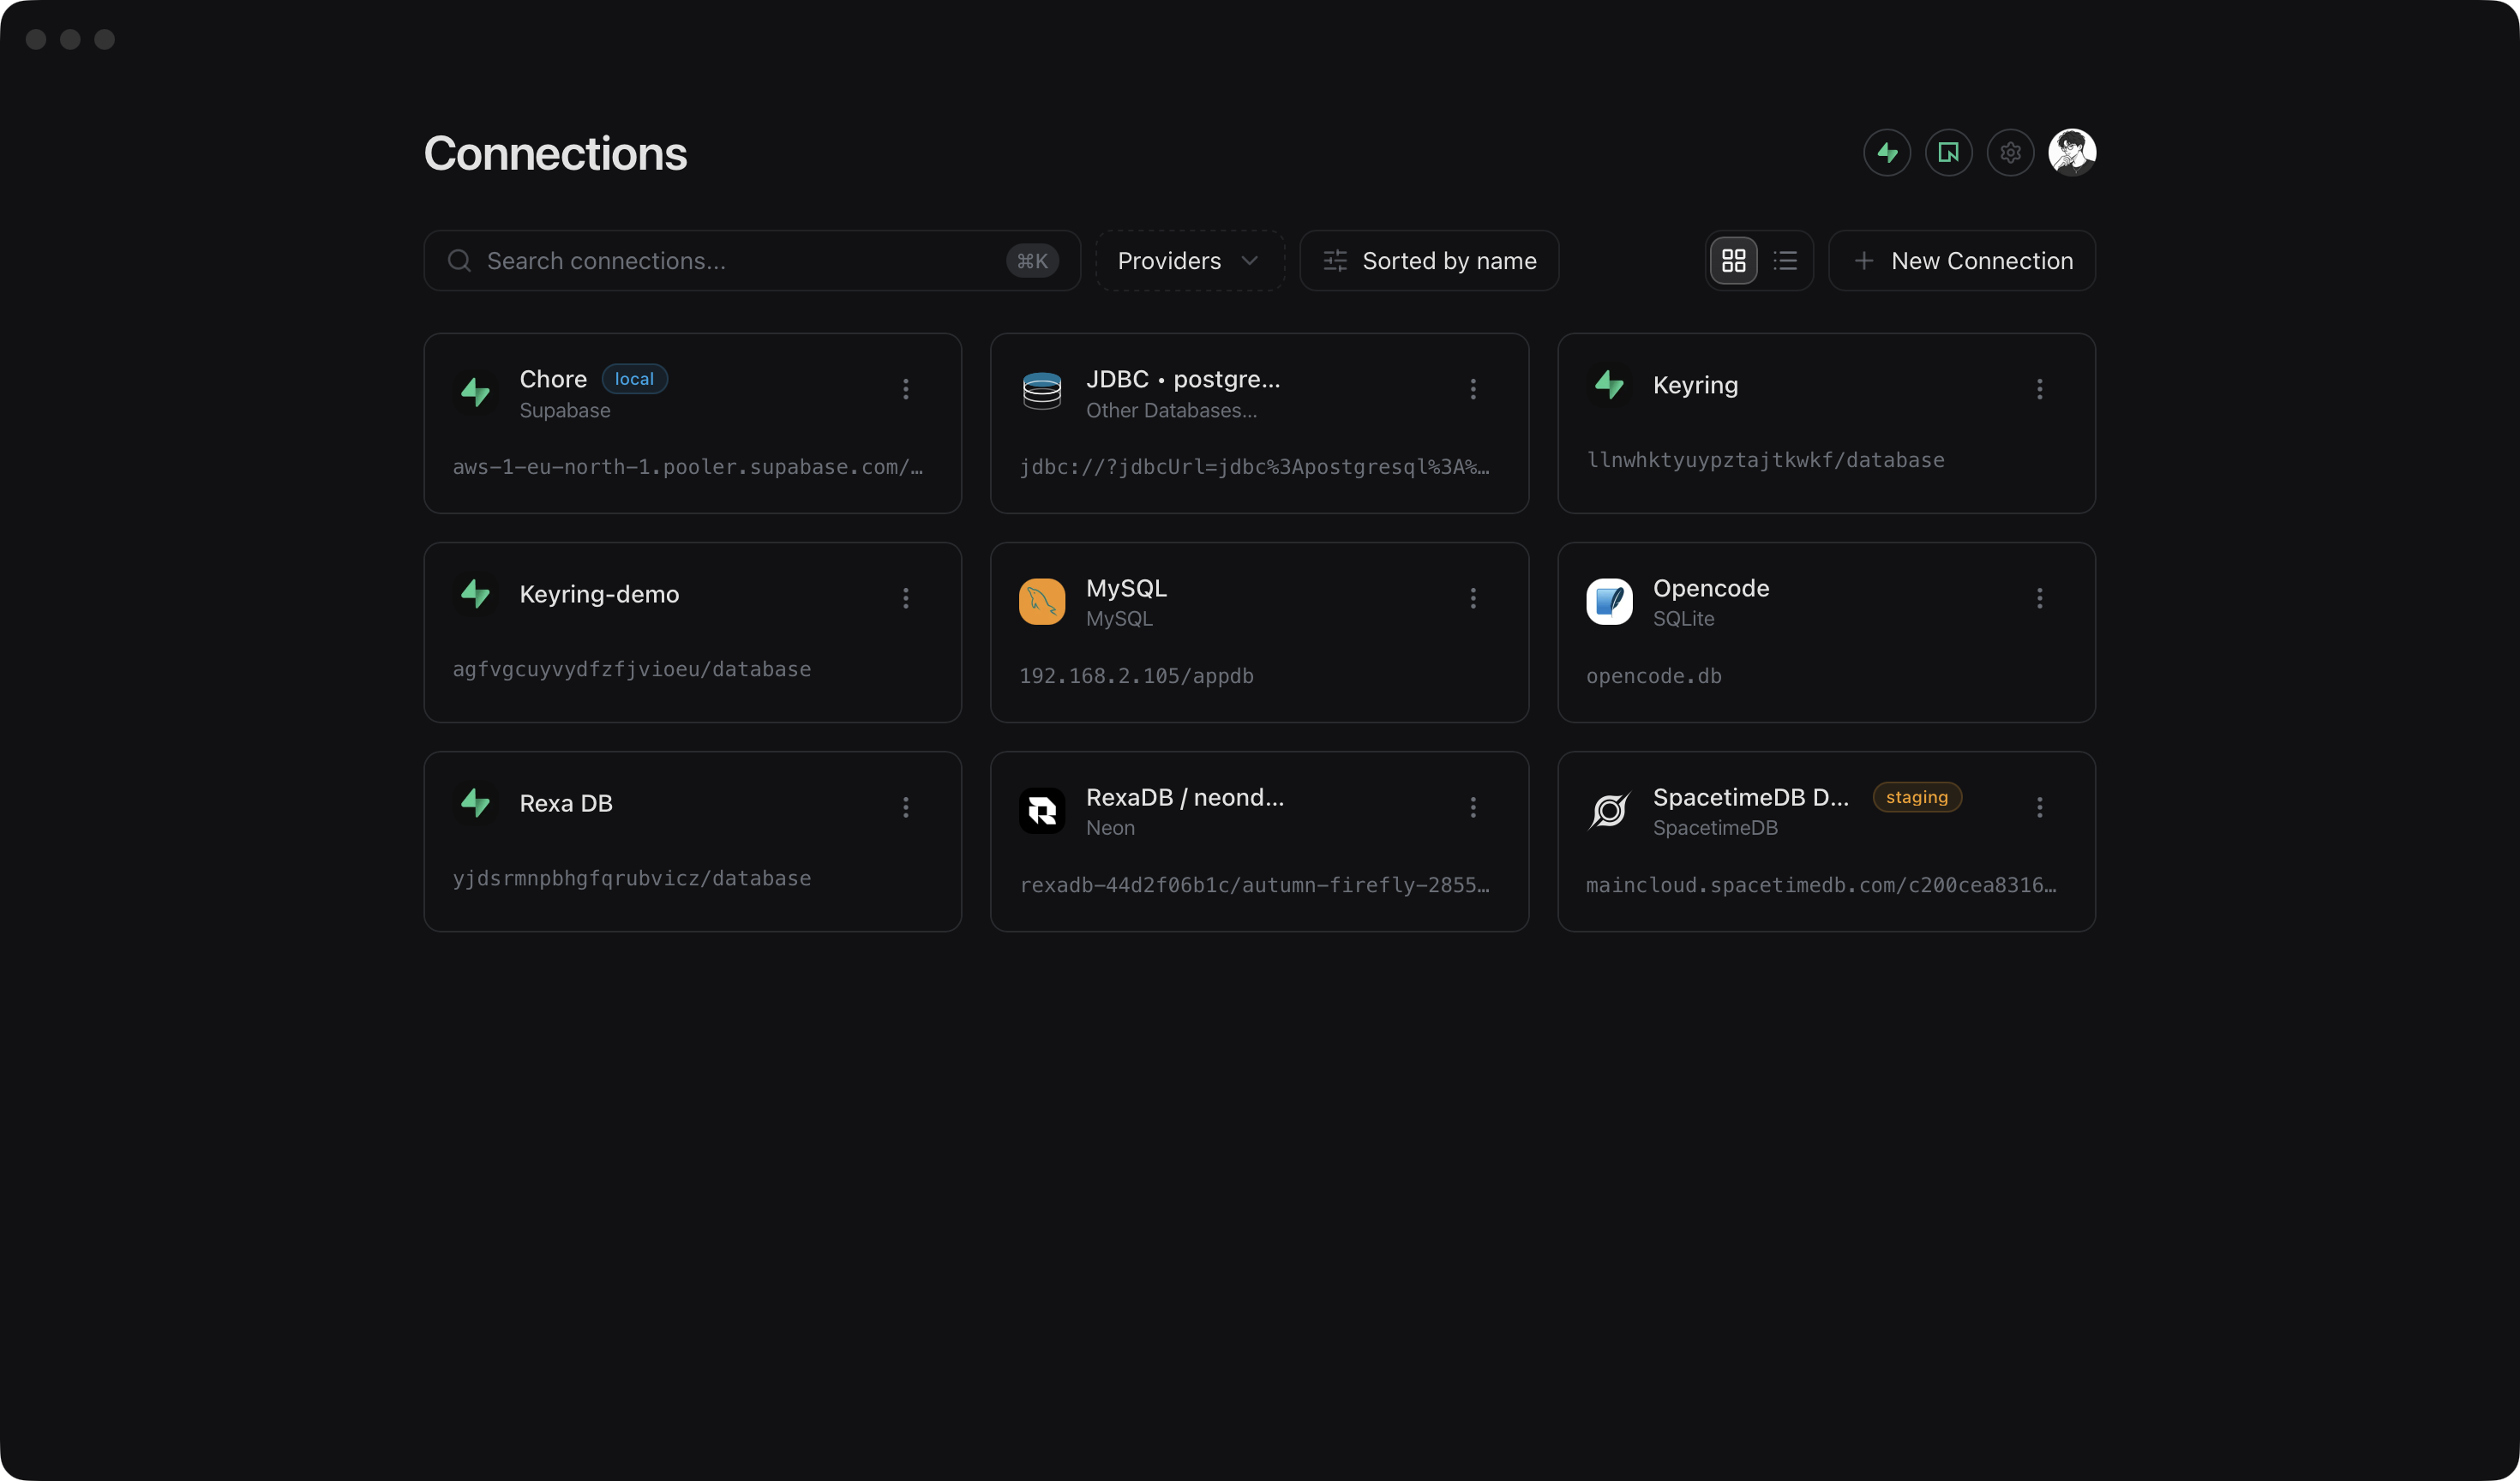 Connections
Search connections...
⌘K
Providers
Sorted by name
New Connection
Chore
local
Supabase
aws-1-eu-north-1.pooler.supabase.com/…
JDBC • postgre...
Other Databases...
jdbc://?jdbcUrl=jdbc%3Apostgresql%3A%…
Keyring
llnwhktyuypztajtkwkf/database
Keyring-demo
agfvgcuyvydfzfjvioeu/database
MySQL
MySQL
192.168.2.105/appdb
Opencode
SQLite
opencode.db
Rexa DB
yjdsrmnpbhgfqrubvicz/database
RexaDB / neond...
Neon
rexadb-44d2f06b1c/autumn-firefly-2855…
SpacetimeDB D...
staging
SpacetimeDB
maincloud.spacetimedb.com/c200cea8316…